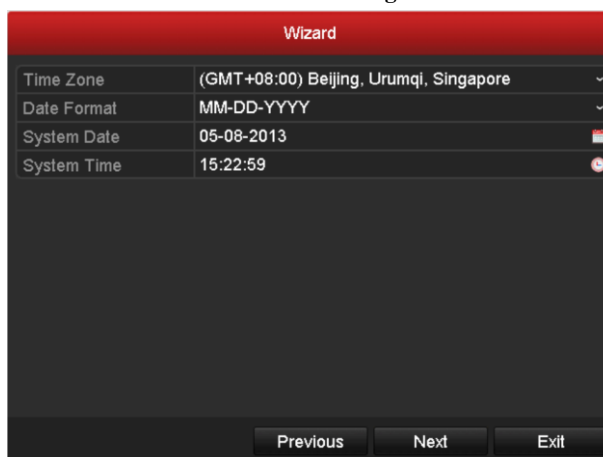 Wizard
Time Zone (GMT+08:00) Beijing, Urumqi, Singapore
Date Format MM-DD-YYYY
System Date 05-08-2013
System Time 15:22:59
Previous Next Exit